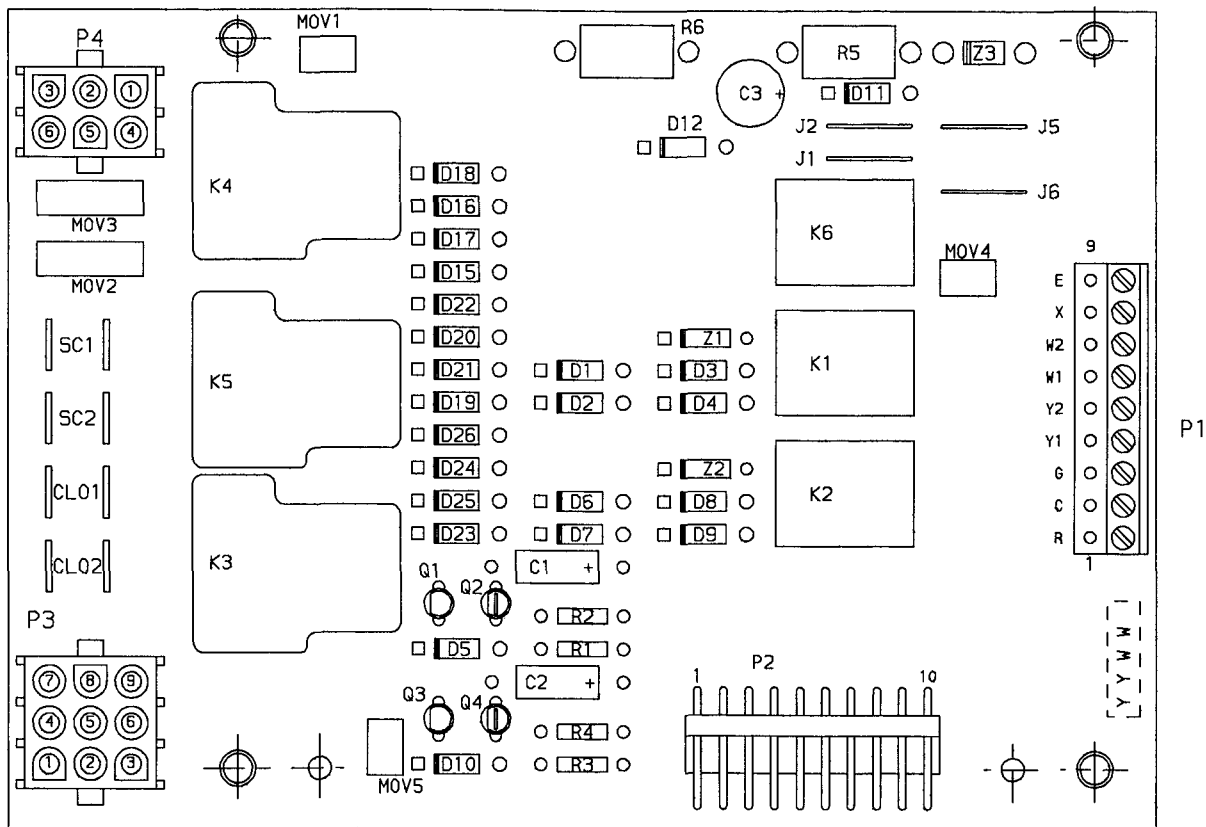 MOV1
P4
R6
R5
Z3
3 2 1
6 5 4
C3 +
D11
D12
J2
J5
J1
J6
K4
MOV3
MOV2
D18
D16
D17
D15
D22
D20
D21
D19
D26
D24
D25
D23
K6
MOV4
9
E
X
W2
W1
Y2
Y1
G
C
R
1
P1
SC1
SC2
CLO1
CLO2
K5
K3
Z1
D1
D3
D2
D4
K1
Z2
D6
D8
D7
D9
K2
C1 +
Q1
Q2
R2
D5
R1
C2 +
Q3
Q4
R4
D10
R3
MOV5
P3
7 8 9
4 5 6
1 2 3
P2
1
10
Y Y W W